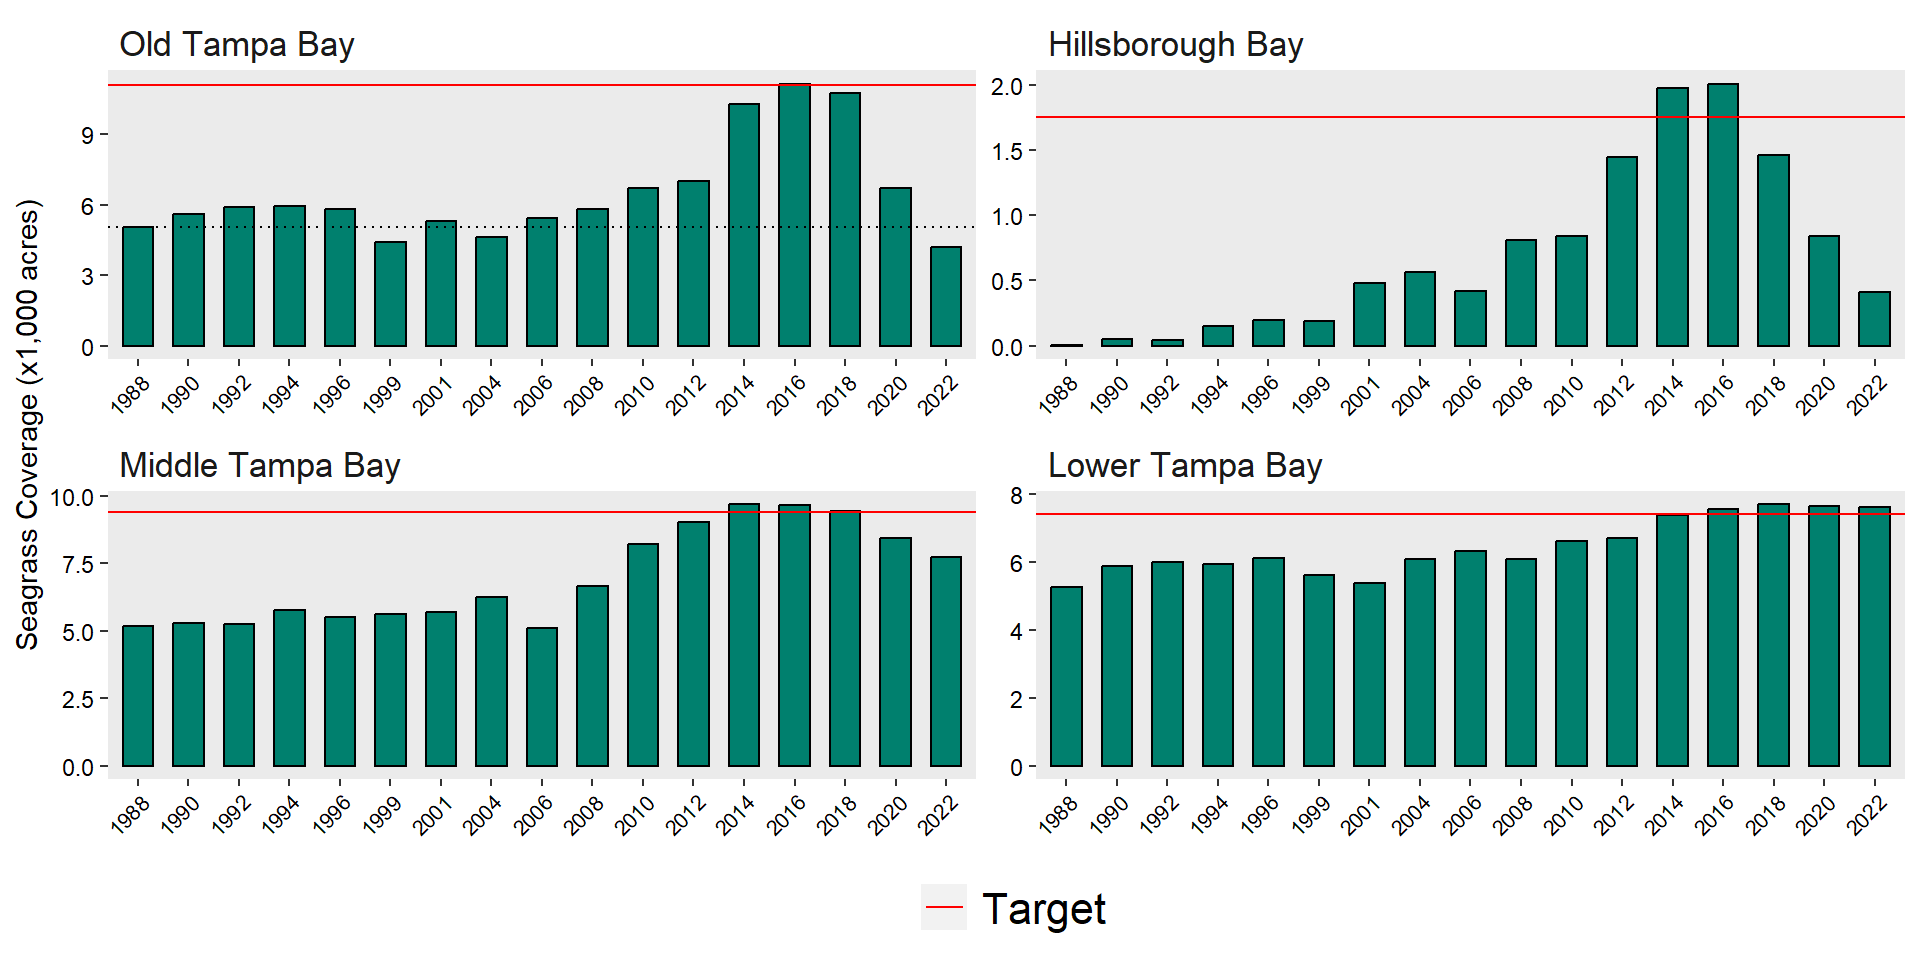 Seagrass Coverage (x1,000 acres)
Old Tampa Bay
9
6
3
0
1988 1990 1992 1994 1996 1999 2001 2004 2006 2008 2010 2012 2014 2016 2018 2020 2022
Hillsborough Bay
2.0
1.5
1.0
0.5
0.0
1988 1990 1992 1994 1996 1999 2001 2004 2006 2008 2010 2012 2014 2016 2018 2020 2022
Middle Tampa Bay
10.0
7.5
5.0
2.5
0.0
1988 1990 1992 1994 1996 1999 2001 2004 2006 2008 2010 2012 2014 2016 2018 2020 2022
Lower Tampa Bay
8
6
4
2
0
1988 1990 1992 1994 1996 1999 2001 2004 2006 2008 2010 2012 2014 2016 2018 2020 2022
Target